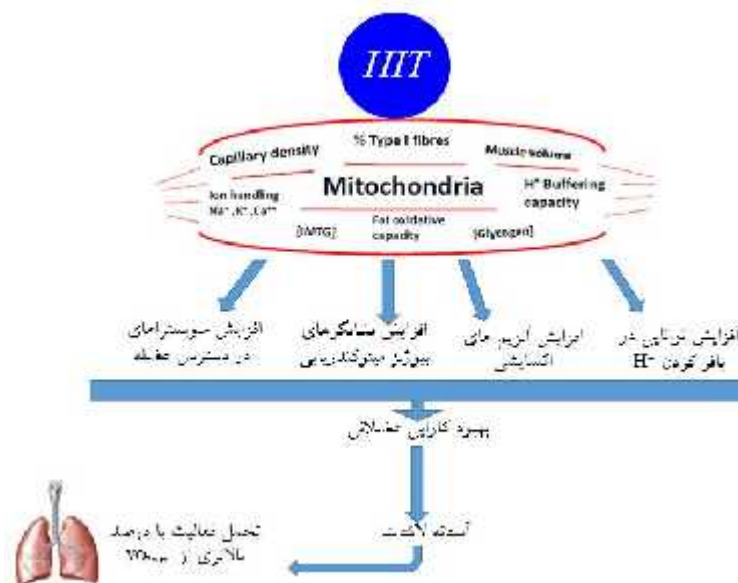 HIIT
Capillary density
% Type I fibres
Muscle volume
Ion handling
Na⁺, K⁺, Ca⁺⁺
Mitochondria
H⁺ Buffering
capacity
[IMTG]
Fat oxidative
capacity
[Glycogen]
افزایش سوبستراهای
در دسترس عضله
افزایش نشانگرهای
بیوژنز میتوکندریایی
افزایش آنزیم های
اکسایشی
افزایش توانایی در
بافر کردن H⁺
بهبود کارایی عضلانی
آستانه لاکتات
تحمل فعالیت با درصد
بالاتری از